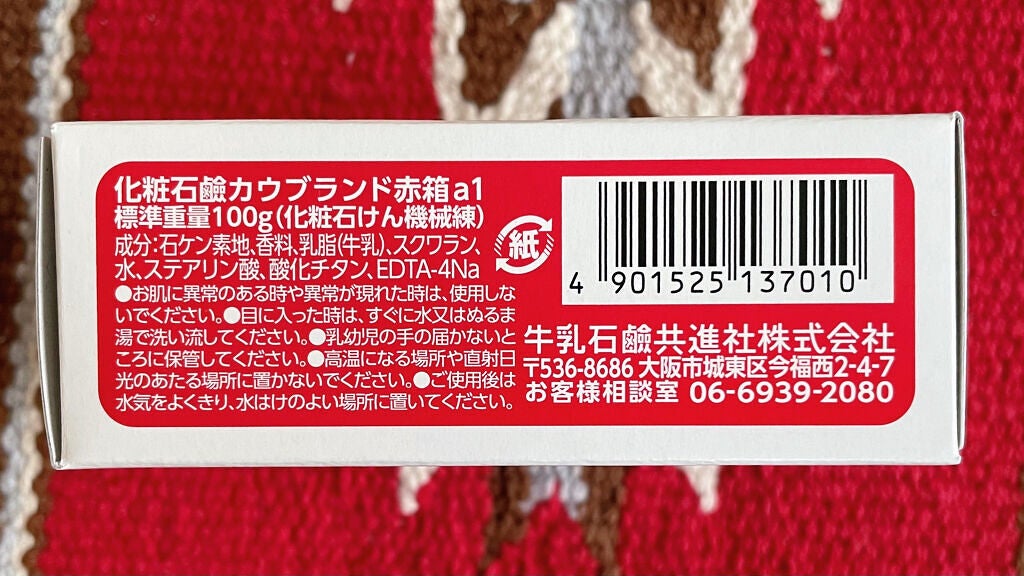 化粧石鹸カウブランド赤箱a1
標準重量100g(化粧石けん機械練)
成分:石ケン素地、香料、乳脂(牛乳)、スクワラン、
水、ステアリン酸、酸化チタン、EDTA-4Na
●お肌に異常のある時や異常が現れた時は、使用しな
いでください。●目に入った時は、すぐに水又はぬるま
湯で洗い流してください。●乳幼児の手の届かないと
ころに保管してください。●高温になる場所や直射日
光のあたる場所に置かないでください。●ご使用後は
水気をよくきり、水はけのよい場所に置いてください。
紙
4 901525 137010
牛乳石鹸共進社株式会社
〒536-8686 大阪市城東区今福西2-4-7
お客様相談室 06-6939-2080